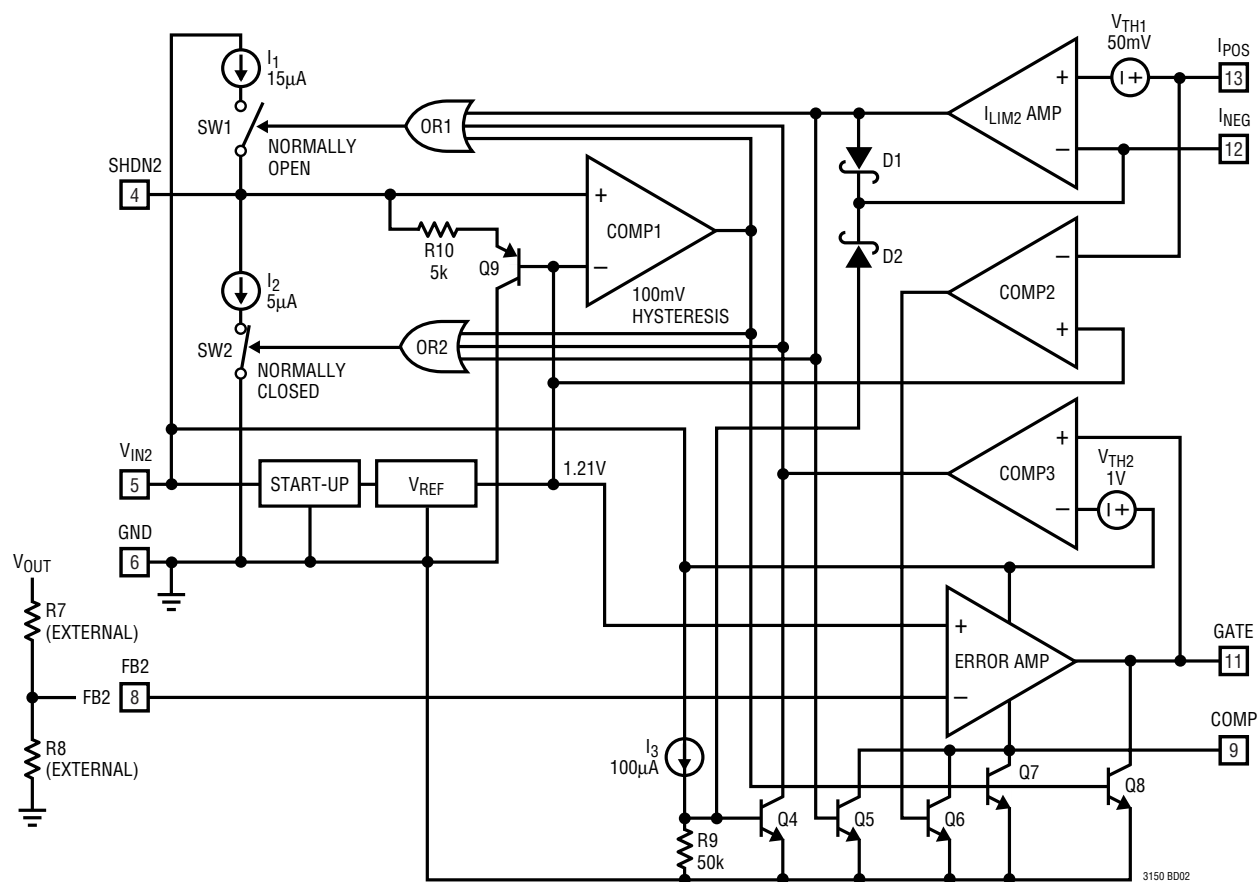 VTH1
50mV
IPOS
13
INEG
12
I1
15µA
SW1
NORMALLY
OPEN
OR1
+
ILIM2 AMP
−
D1
SHDN2
4
+
COMP1
−
R10
5k
Q9
100mV
HYSTERESIS
D2
−
COMP2
+
I2
5µA
SW2
NORMALLY
CLOSED
OR2
VIN2
5
START-UP
VREF
1.21V
+
COMP3
−
VTH2
1V
GND
6
VOUT
R7
(EXTERNAL)
FB2
FB2
8
+
ERROR AMP
−
GATE
11
COMP
9
R8
(EXTERNAL)
I3
100µA
R9
50k
Q4
Q5
Q6
Q7
Q8
3150 BD02